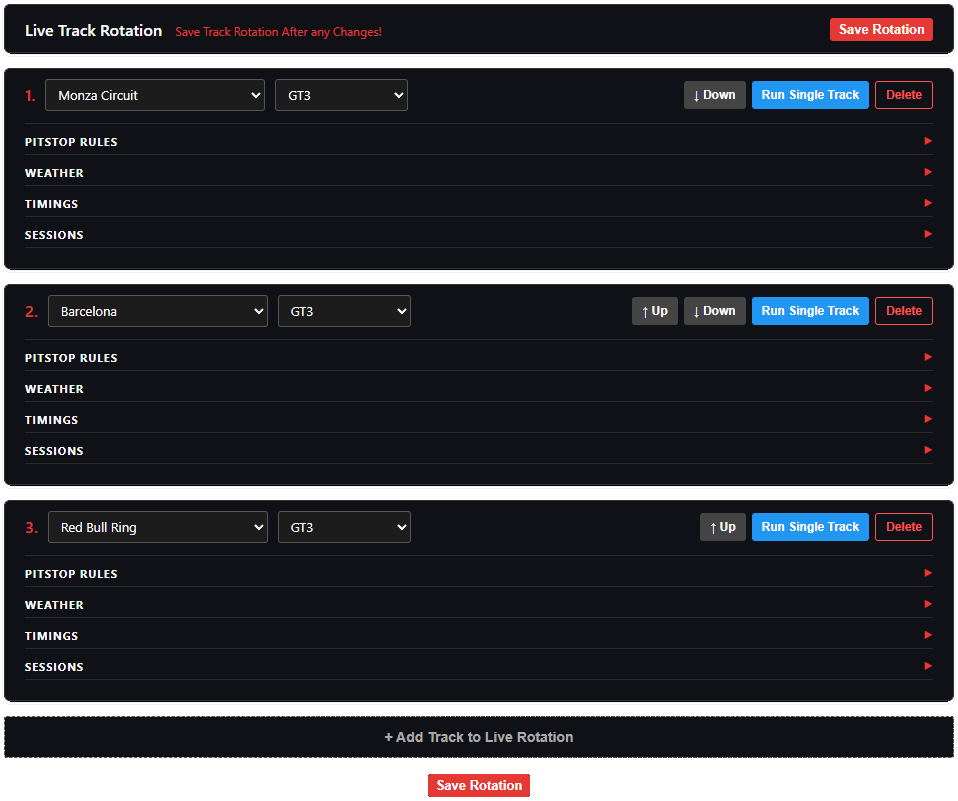 Live Track Rotation Save Track Rotation After any Changes! Save Rotation
1. Monza Circuit GT3 ↓ Down Run Single Track Delete
PITSTOP RULES
WEATHER
TIMINGS
SESSIONS
2. Barcelona GT3 ↑ Up ↓ Down Run Single Track Delete
PITSTOP RULES
WEATHER
TIMINGS
SESSIONS
3. Red Bull Ring GT3 ↑ Up Run Single Track Delete
PITSTOP RULES
WEATHER
TIMINGS
SESSIONS
+ Add Track to Live Rotation
Save Rotation